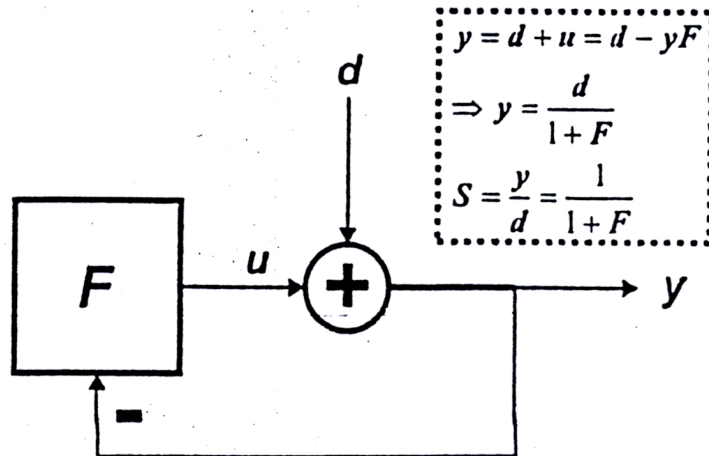 y = d + u = d − yF
⇒ y = d / (1 + F)
S = y/d = 1 / (1 + F)
d
F
u
+
y
-